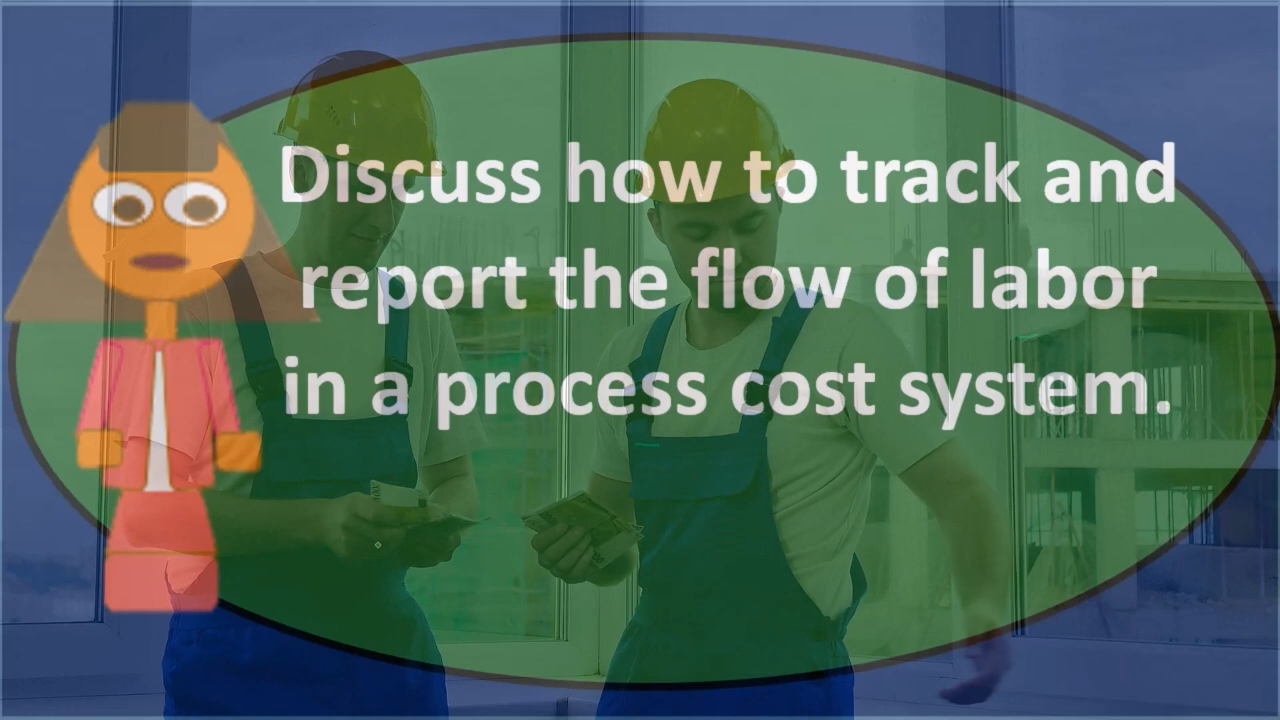 Discuss how to track and
report the flow of labor
in a process cost system.